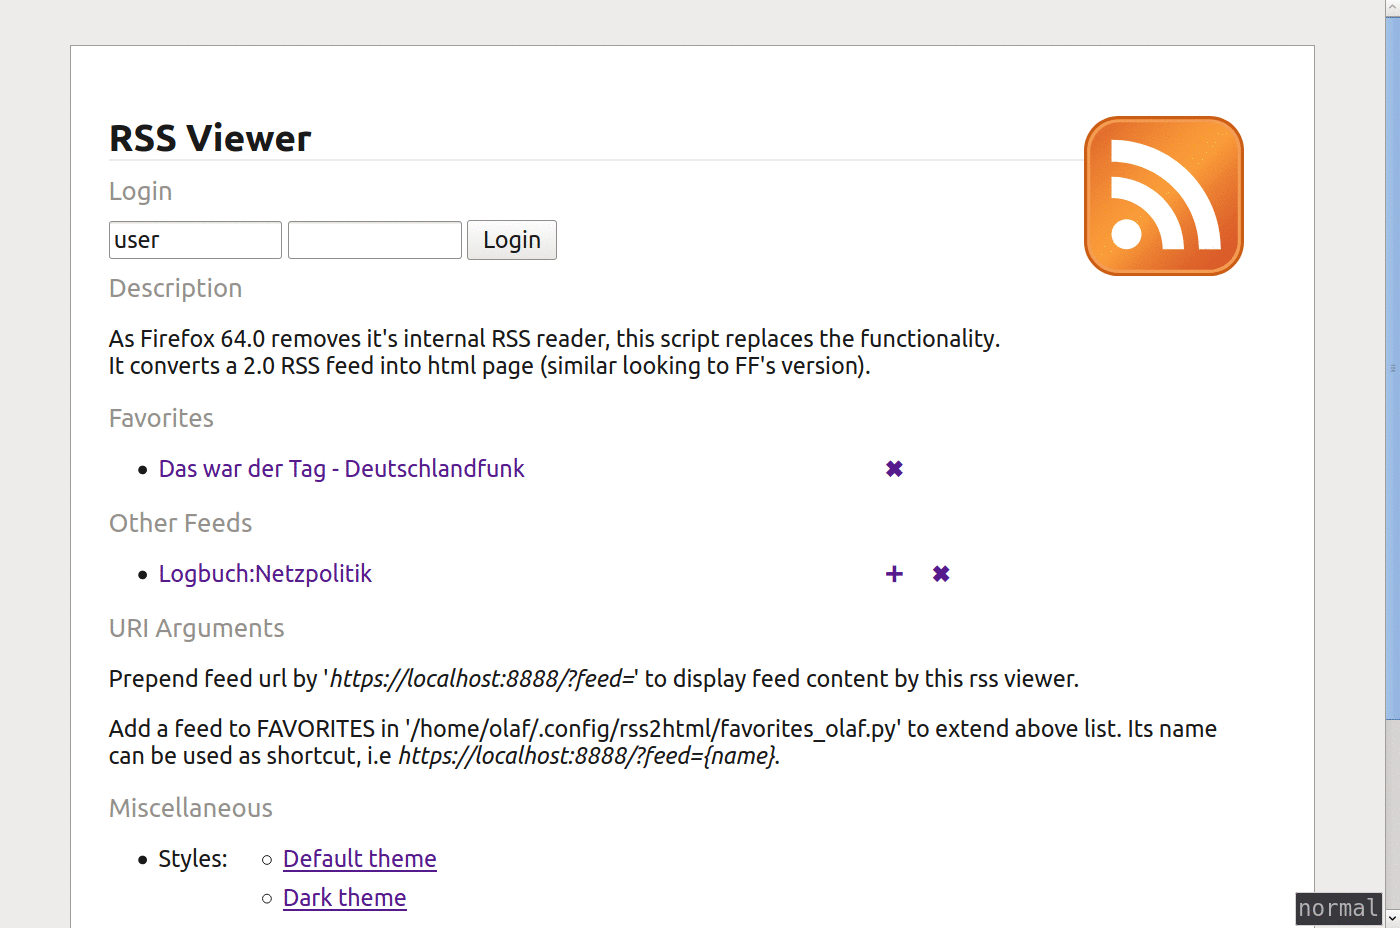 RSS Viewer
Login
user
Login
Description
As Firefox 64.0 removes it's internal RSS reader, this script replaces the functionality.
It converts a 2.0 RSS feed into html page (similar looking to FF's version).
Favorites
Das war der Tag - Deutschlandfunk
Other Feeds
Logbuch:Netzpolitik
URI Arguments
Prepend feed url by 'https://localhost:8888/?feed=' to display feed content by this rss viewer.
Add a feed to FAVORITES in '/home/olaf/.config/rss2html/favorites_olaf.py' to extend above list. Its name
can be used as shortcut, i.e https://localhost:8888/?feed={name}.
Miscellaneous
Styles:
Default theme
Dark theme
normal